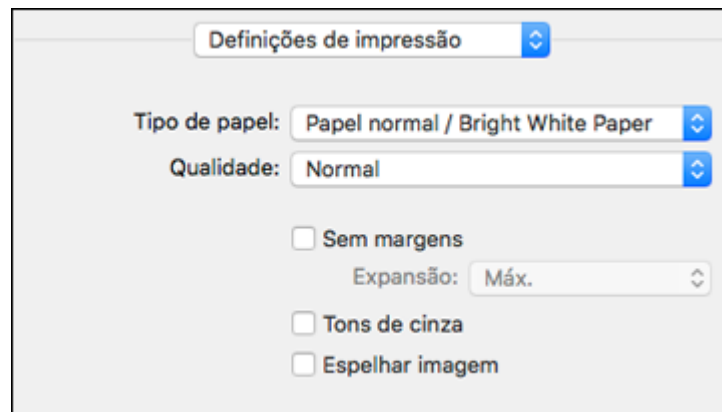 Definições de impressão
Tipo de papel: Papel normal / Bright White Paper
Qualidade: Normal
Sem margens
Expansão: Máx.
Tons de cinza
Espelhar imagem